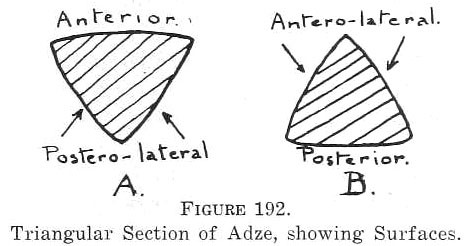 Anterior.
Antero-lateral.
Postero-lateral
Posterior.
A.
B.
FIGURE 192.
Triangular Section of Adze, showing Surfaces.